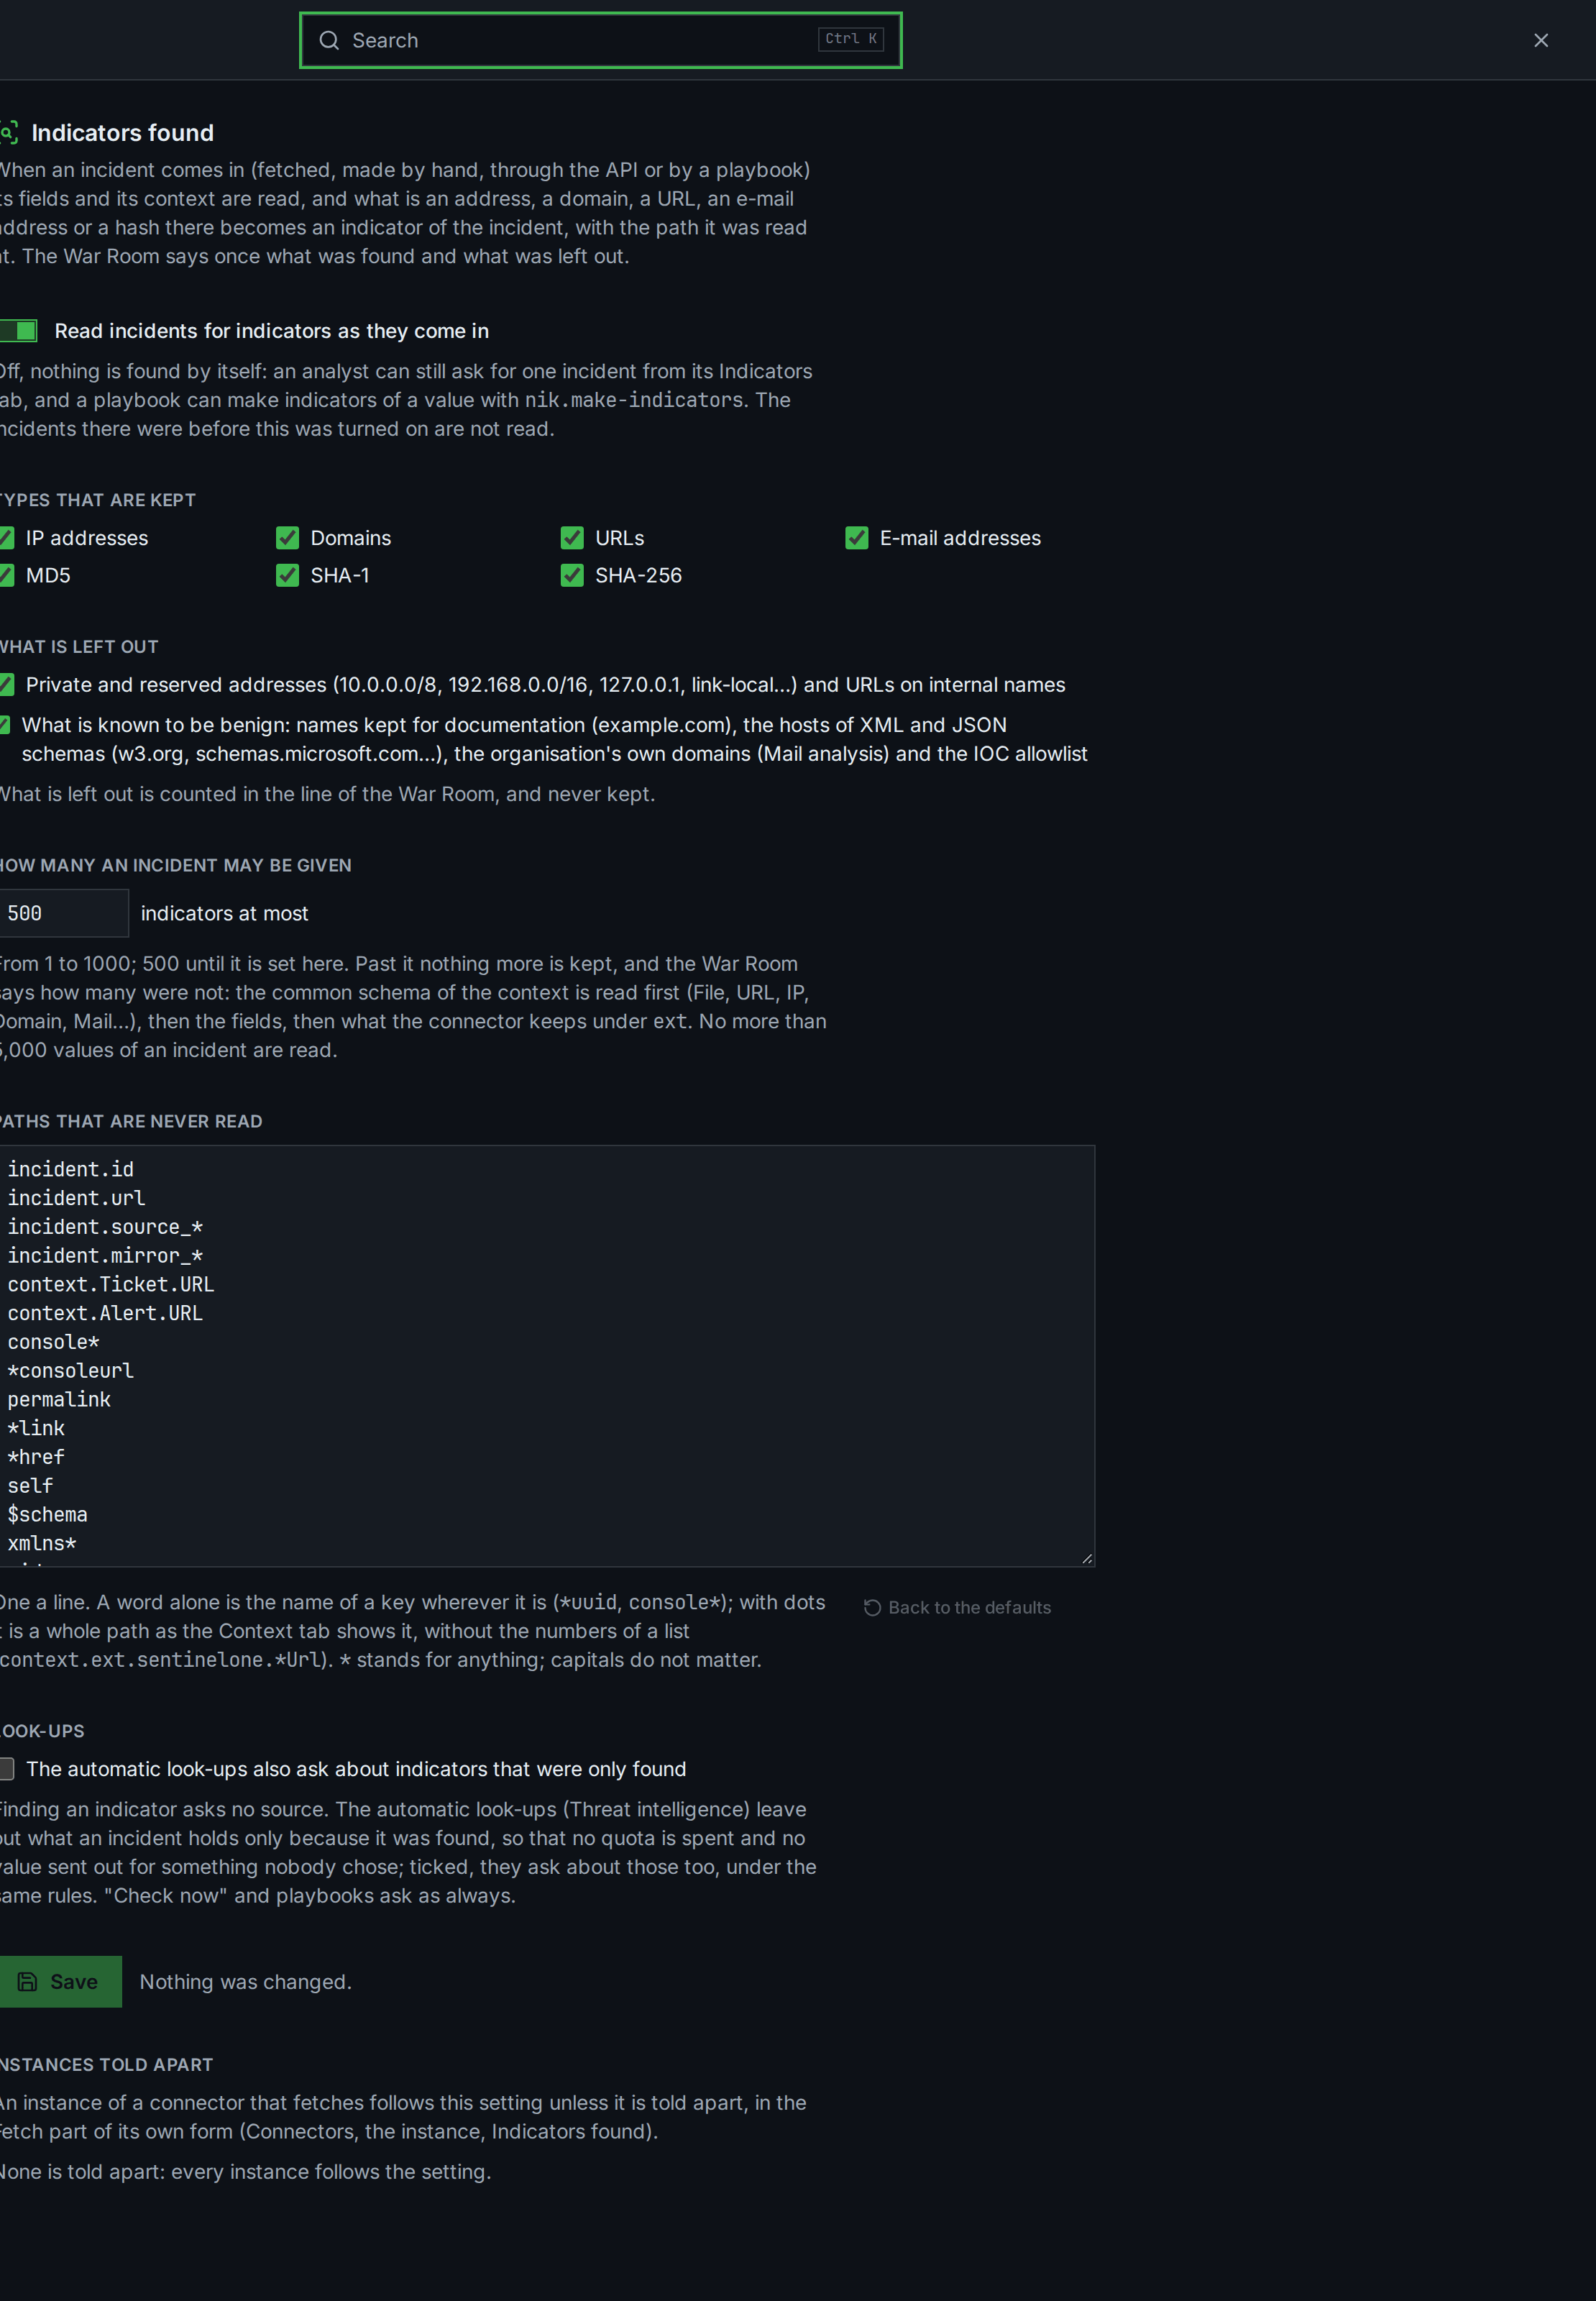 Search
Ctrl K
Indicators found
When an incident comes in (fetched, made by hand, through the API or by a playbook)
ts fields and its context are read, and what is an address, a domain, a URL, an e-mail
address or a hash there becomes an indicator of the incident, with the path it was read
at. The War Room says once what was found and what was left out.
Read incidents for indicators as they come in
Off, nothing is found by itself: an analyst can still ask for one incident from its Indicators
tab, and a playbook can make indicators of a value with nik.make-indicators. The
ncidents there were before this was turned on are not read.
TYPES THAT ARE KEPT
IP addresses
Domains
URLs
E-mail addresses
MD5
SHA-1
SHA-256
WHAT IS LEFT OUT
Private and reserved addresses (10.0.0.0/8, 192.168.0.0/16, 127.0.0.1, link-local...) and URLs on internal names
What is known to be benign: names kept for documentation (example.com), the hosts of XML and JSON
schemas (w3.org, schemas.microsoft.com...), the organisation's own domains (Mail analysis) and the IOC allowlist
What is left out is counted in the line of the War Room, and never kept.
HOW MANY AN INCIDENT MAY BE GIVEN
500
indicators at most
From 1 to 1000; 500 until it is set here. Past it nothing more is kept, and the War Room
says how many were not: the common schema of the context is read first (File, URL, IP,
Domain, Mail...), then the fields, then what the connector keeps under ext. No more than
5,000 values of an incident are read.
PATHS THAT ARE NEVER READ
incident.id
incident.url
incident.source_*
incident.mirror_*
context.Ticket.URL
context.Alert.URL
console*
*consoleurl
permalink
*link
*href
self
$schema
xmlns*
One a line. A word alone is the name of a key wherever it is (*uuid, console*); with dots
t is a whole path as the Context tab shows it, without the numbers of a list
context.ext.sentinelone.*Url). * stands for anything; capitals do not matter.
Back to the defaults
LOOK-UPS
The automatic look-ups also ask about indicators that were only found
Finding an indicator asks no source. The automatic look-ups (Threat intelligence) leave
out what an incident holds only because it was found, so that no quota is spent and no
value sent out for something nobody chose; ticked, they ask about those too, under the
same rules. "Check now" and playbooks ask as always.
Save
Nothing was changed.
INSTANCES TOLD APART
An instance of a connector that fetches follows this setting unless it is told apart, in the
Fetch part of its own form (Connectors, the instance, Indicators found).
None is told apart: every instance follows the setting.